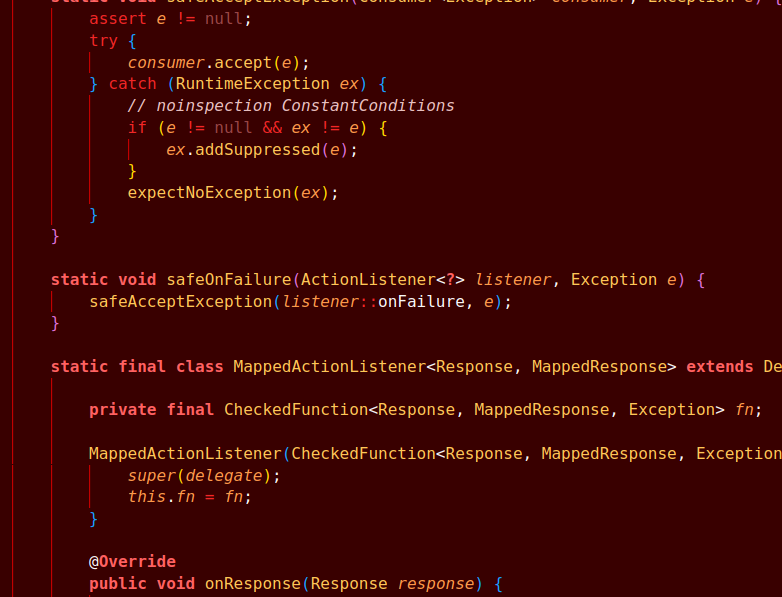 static void safeAcceptException(Consumer<Exception> consumer, Exception e) {
assert e != null;
try {
consumer.accept(e);
} catch (RuntimeException ex) {
// noinspection ConstantConditions
if (e != null && ex != e) {
ex.addSuppressed(e);
}
expectNoException(ex);
}
}
static void safeOnFailure(ActionListener<?> listener, Exception e) {
safeAcceptException(listener::onFailure, e);
}
static final class MappedActionListener<Response, MappedResponse> extends De
private final CheckedFunction<Response, MappedResponse, Exception> fn;
MappedActionListener(CheckedFunction<Response, MappedResponse, Exception
super(delegate);
this.fn = fn;
}
@Override
public void onResponse(Response response) {